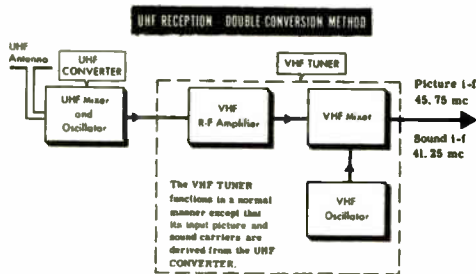 UHF RECEPTION DOUBLE CONVERSION METHOD
UHF
Antenna
UHF
CONVERTER
UHF Mixer
and
Oscillator
VHF TUNER
VHF
R-F Amplifier
VHF Mixer
Picture i-f
45.75 mc
Sound i-f
41.25 mc
VHF
Oscillator
The VHF TUNER
functions in a normal
manner except that
its input picture and
sound carriers are
derived from the UHF
CONVERTER.